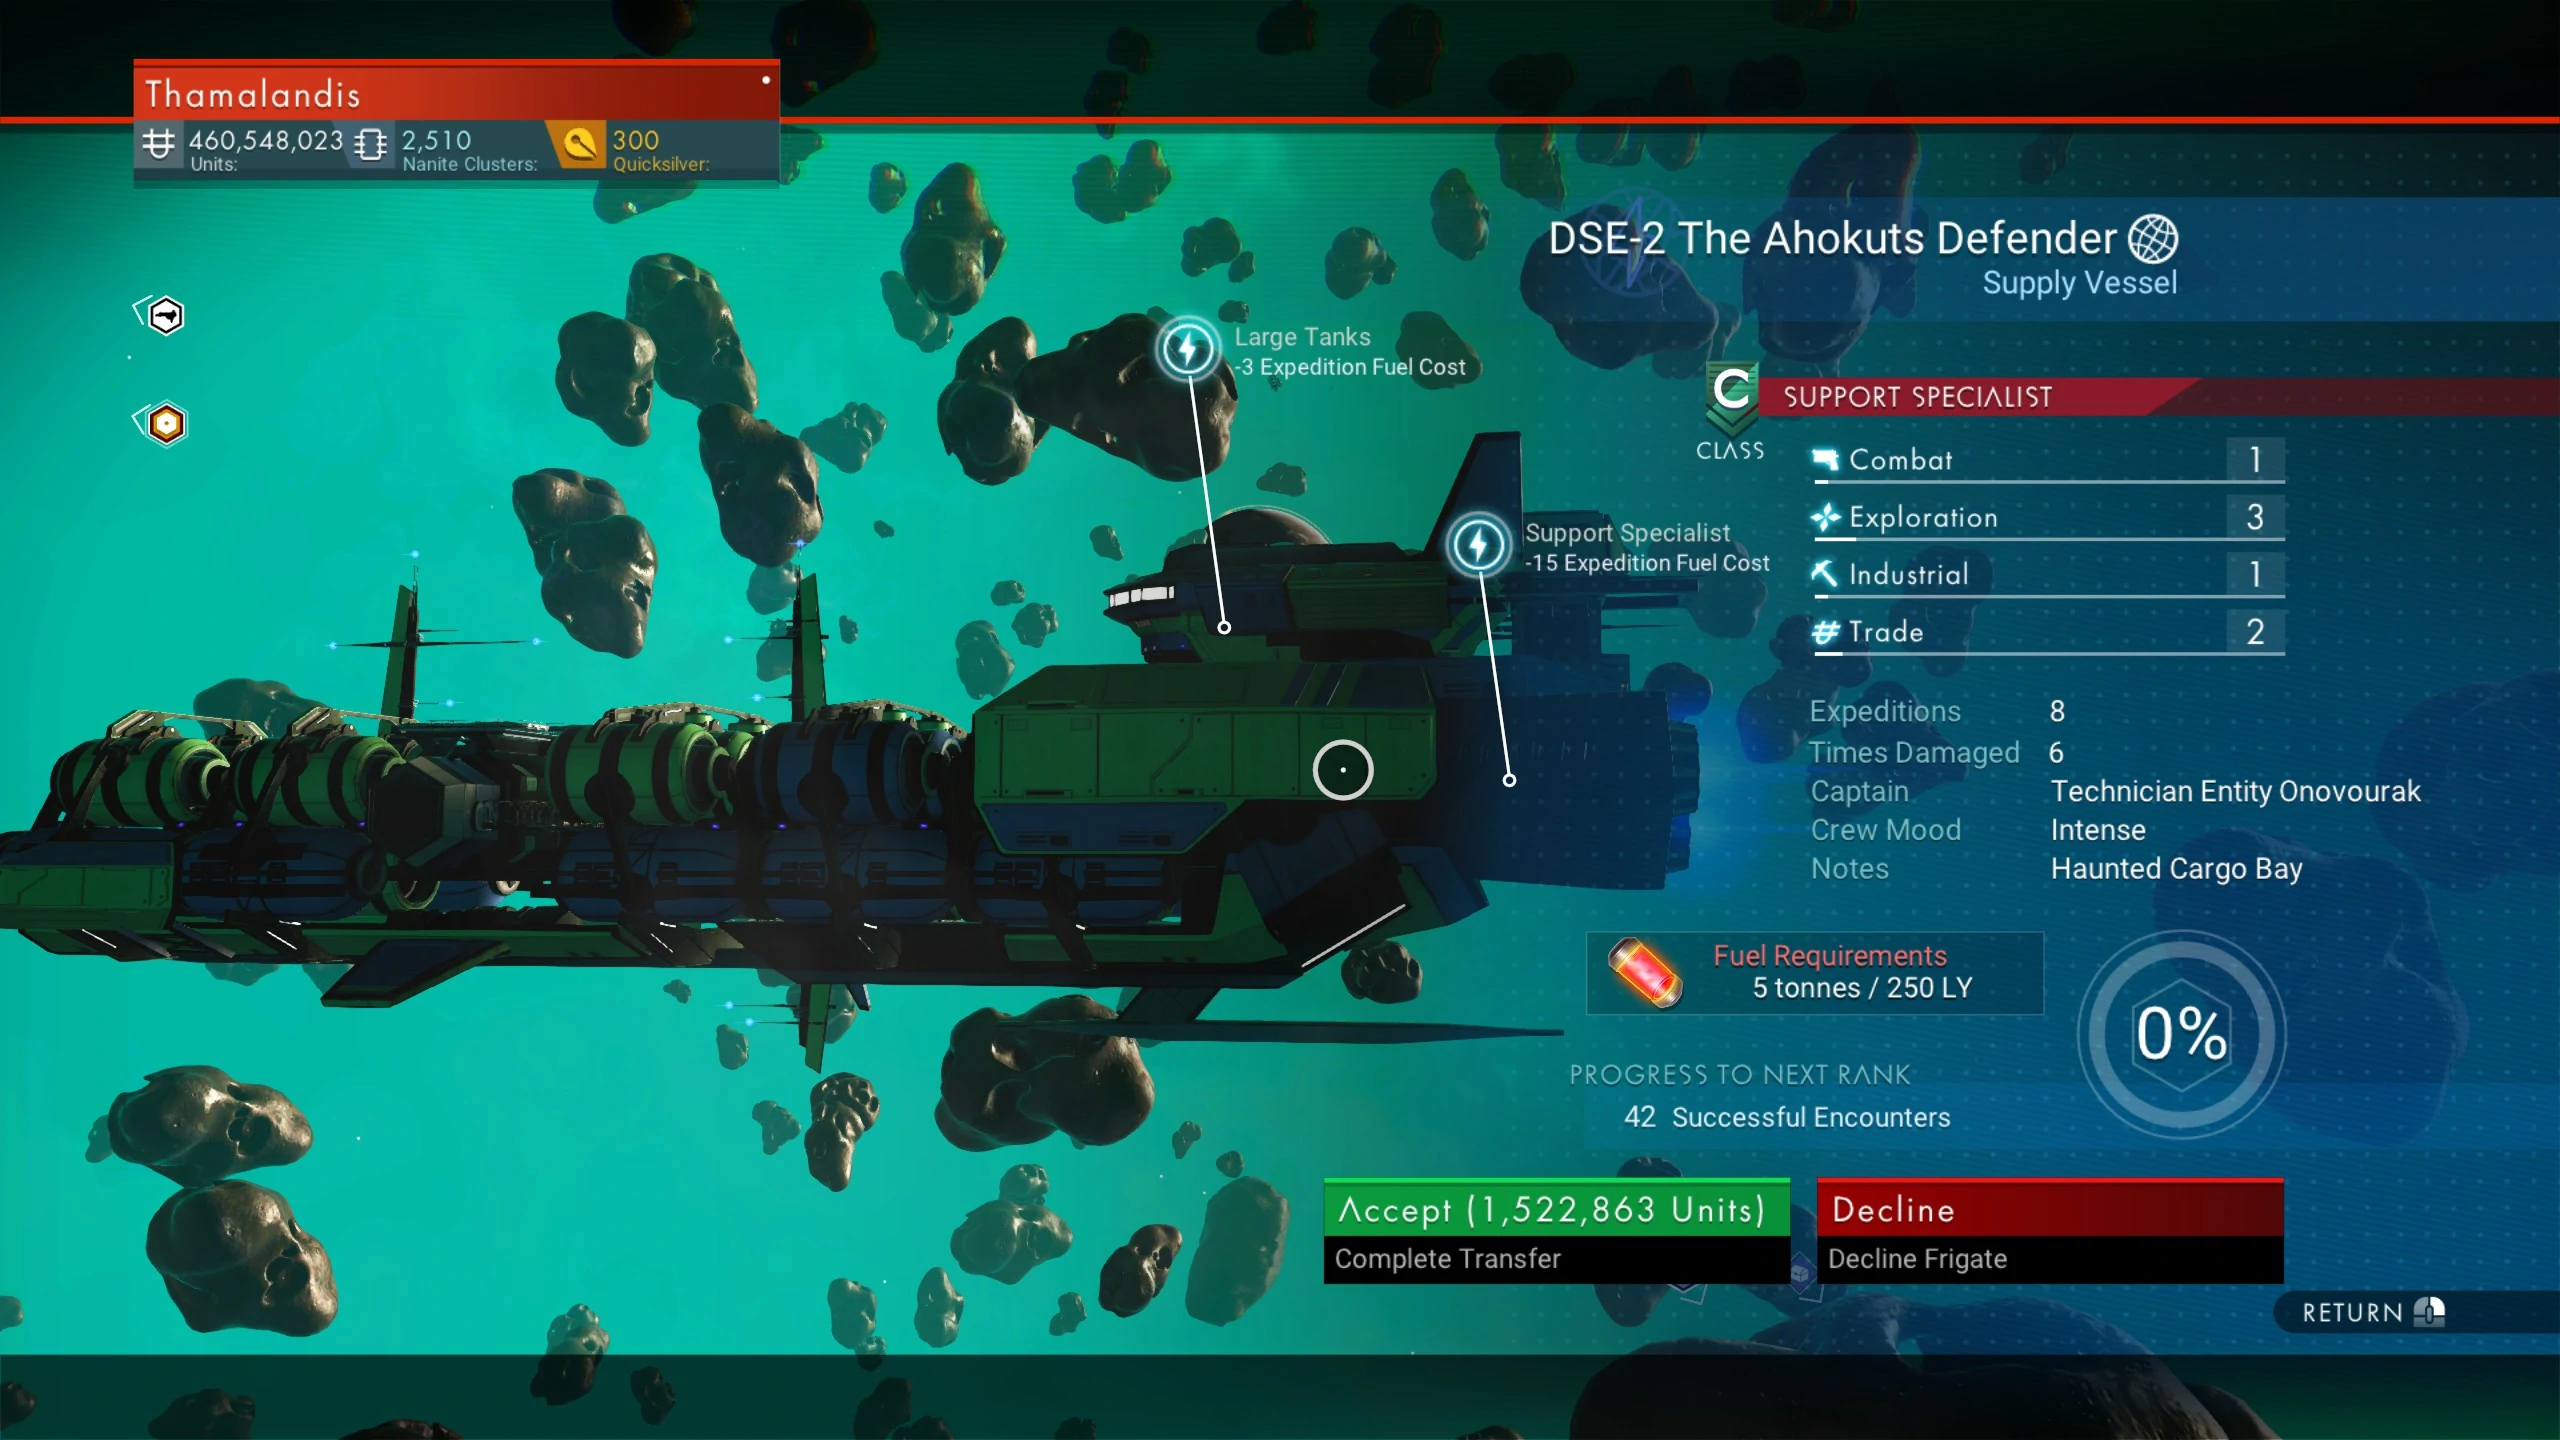 Thamalandis
460,548,023
Units:
2,510
Nanite Clusters:
300
Quicksilver:
DSE-2 The Ahokuts Defender
Supply Vessel
Large Tanks
-3 Expedition Fuel Cost
Support Specialist
-15 Expedition Fuel Cost
C
CLASS
SUPPORT SPECIALIST
Combat 1
Exploration 3
Industrial 1
Trade 2
Expeditions 8
Times Damaged 6
Captain Technician Entity Onovourak
Crew Mood Intense
Notes Haunted Cargo Bay
Fuel Requirements
5 tonnes / 250 LY
0%
PROGRESS TO NEXT RANK
42 Successful Encounters
Accept (1,522,863 Units)
Complete Transfer
Decline
Decline Frigate
RETURN